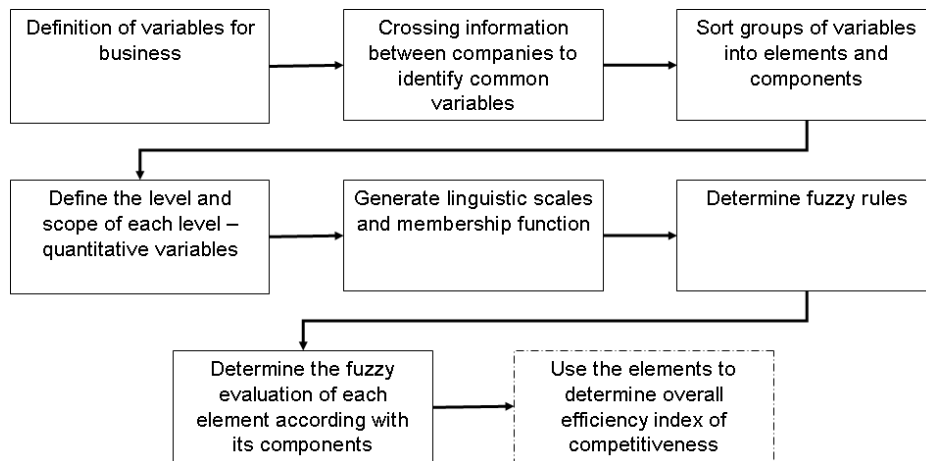 Definition of variables for
business
Crossing information
between companies to
identify common
variables
Sort groups of variables
into elements and
components
Define the level and
scope of each level –
quantitative variables
Generate linguistic scales
and membership function
Determine fuzzy rules
Determine the fuzzy
evaluation of each
element according with
its components
Use the elements to
determine overall
efficiency index of
competitiveness